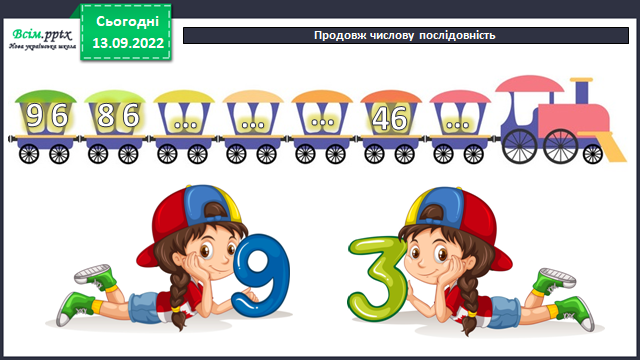 Всім.pptx
Нова українська школа
Сьогодні
13.09.2022
Продовж числову послідовність
96 86 ... ... ... 46 ...
9 3